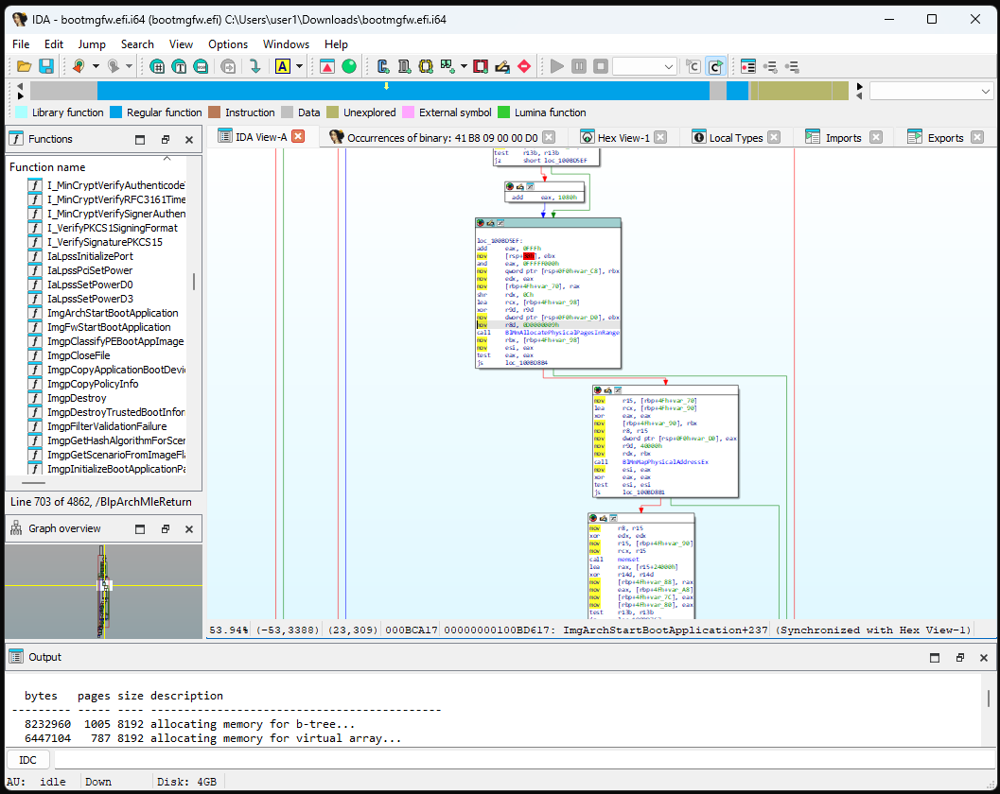 IDA - bootmgfw.efi.i64 (bootmgfw.efi) C:\Users\user1\Downloads\bootmgfw.efi.i64
File Edit Jump Search View Options Windows Help
Library function Regular function Instruction Data Unexplored External symbol Lumina function
Functions
IDA View-A
Occurrences of binary: 41 B8 09 00 00 D0
Hex View-1
Local Types
Imports
Exports
Function name
I_MinCryptVerifyAuthenticode
I_MinCryptVerifyRFC3161Time
I_MinCryptVerifySignerAuthen
I_VerifyPKCS1SigningFormat
I_VerifySignaturePKCS15
IaLpssInitializePort
IaLpssPciSetPower
IaLpssSetPowerD0
IaLpssSetPowerD3
ImgArchStartBootApplication
ImgFwStartBootApplication
ImgpClassifyPEBootAppImage
ImgpCloseFile
ImgpCopyApplicationBootDevi
ImgpCopyPolicyInfo
ImgpDestroy
ImgpDestroyTrustedBootInfor
ImgpFilterValidationFailure
ImgpGetHashAlgorithmForScer
ImgpGetScenarioFromImageFl
ImgpInitializeBootApplicationPa
Line 703 of 4862, /BlpArchMleReturn
Graph overview
test r13b, r13b
jz short loc_100BD5EF
add eax, 1080h
loc_100BD5EF:
add eax, 0FFFh
mov [rsp+ ], ebx
and eax, 0FFFFF000h
mov qword ptr [rsp+0F0h+var_C8], rbx
mov edx, eax
mov [rbp+4Fh+var_70], rax
shr rdx, 0Ch
lea rcx, [rbp+4Fh+var_98]
xor r9d, r9d
mov dword ptr [rsp+0F0h+var_D0], ebx
mov r8d, 0D0000009h
call BlMmAllocatePhysicalPagesInRange
mov rbx, [rbp+4Fh+var_98]
mov esi, eax
test eax, eax
js loc_100BD8B4
mov r15, [rbp+4Fh+var_70]
lea rcx, [rbp+4Fh+var_90]
xor eax, eax
mov [rbp+4Fh+var_90], rbx
mov r8, r15
mov dword ptr [rsp+0F0h+var_D0], eax
mov r9d, 40000h
mov rdx, rbx
call BlMmMapPhysicalAddressEx
mov esi, eax
xor eax, eax
test esi, esi
js loc_100BD8B1
mov r8, r15
xor edx, edx
mov r15, [rbp+4Fh+var_90]
mov rcx, r15
call memset
lea rax, [r15+24000h]
xor r14d, r14d
mov [rbp+4Fh+var_88], rax
mov eax, [rbp+4Fh+var_A8]
mov [rbp+4Fh+var_7C], eax
mov [rbp+4Fh+var_80], eax
test r13b, r13b
53.94% (-53,3388) (23,309) 000BCA17 00000000100BD617: ImgArchStartBootApplication+237 (Synchronized with Hex View-1)
Output
bytes pages size description
--------- ----- ---- --------------------------------------------
8232960 1005 8192 allocating memory for b-tree...
6447104 787 8192 allocating memory for virtual array...
IDC
AU: idle Down Disk: 4GB